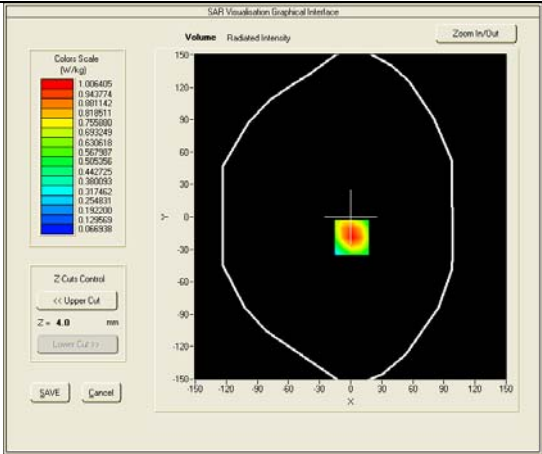 SAR Visualisation Graphical Interface
Volume Radiated Intensity
Zoom In/Out
Colors Scale
(W/kg)
1.006405
0.943774
0.881142
0.818511
0.755880
0.693249
0.630618
0.567987
0.505356
0.442725
0.380093
0.317462
0.254831
0.192200
0.129569
0.066938
Z-Cuts Control
<< Upper Cut
Z = 4.0 mm
Lower Cut >>
SAVE Cancel
150
120
90
60
30
0
-30
-60
-90
-120
-150
Y
-150 -120 -90 -60 -30 0 30 60 90 120 150
X